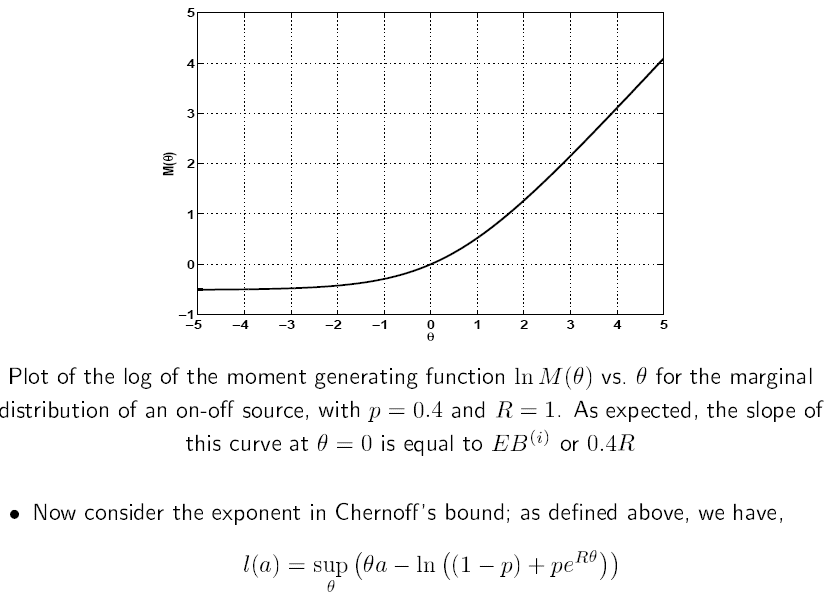 5
4
3
2
1
0
−1
M(θ)
−5 −4 −3 −2 −1 0 1 2 3 4 5
θ
Plot of the log of the moment generating function ln M(θ) vs. θ for the marginal
distribution of an on-off source, with p = 0.4 and R = 1. As expected, the slope of
this curve at θ = 0 is equal to EB^(i) or 0.4R
• Now consider the exponent in Chernoff's bound; as defined above, we have,
l(a) = sup_θ (θa − ln ((1 − p) + pe^{Rθ}))